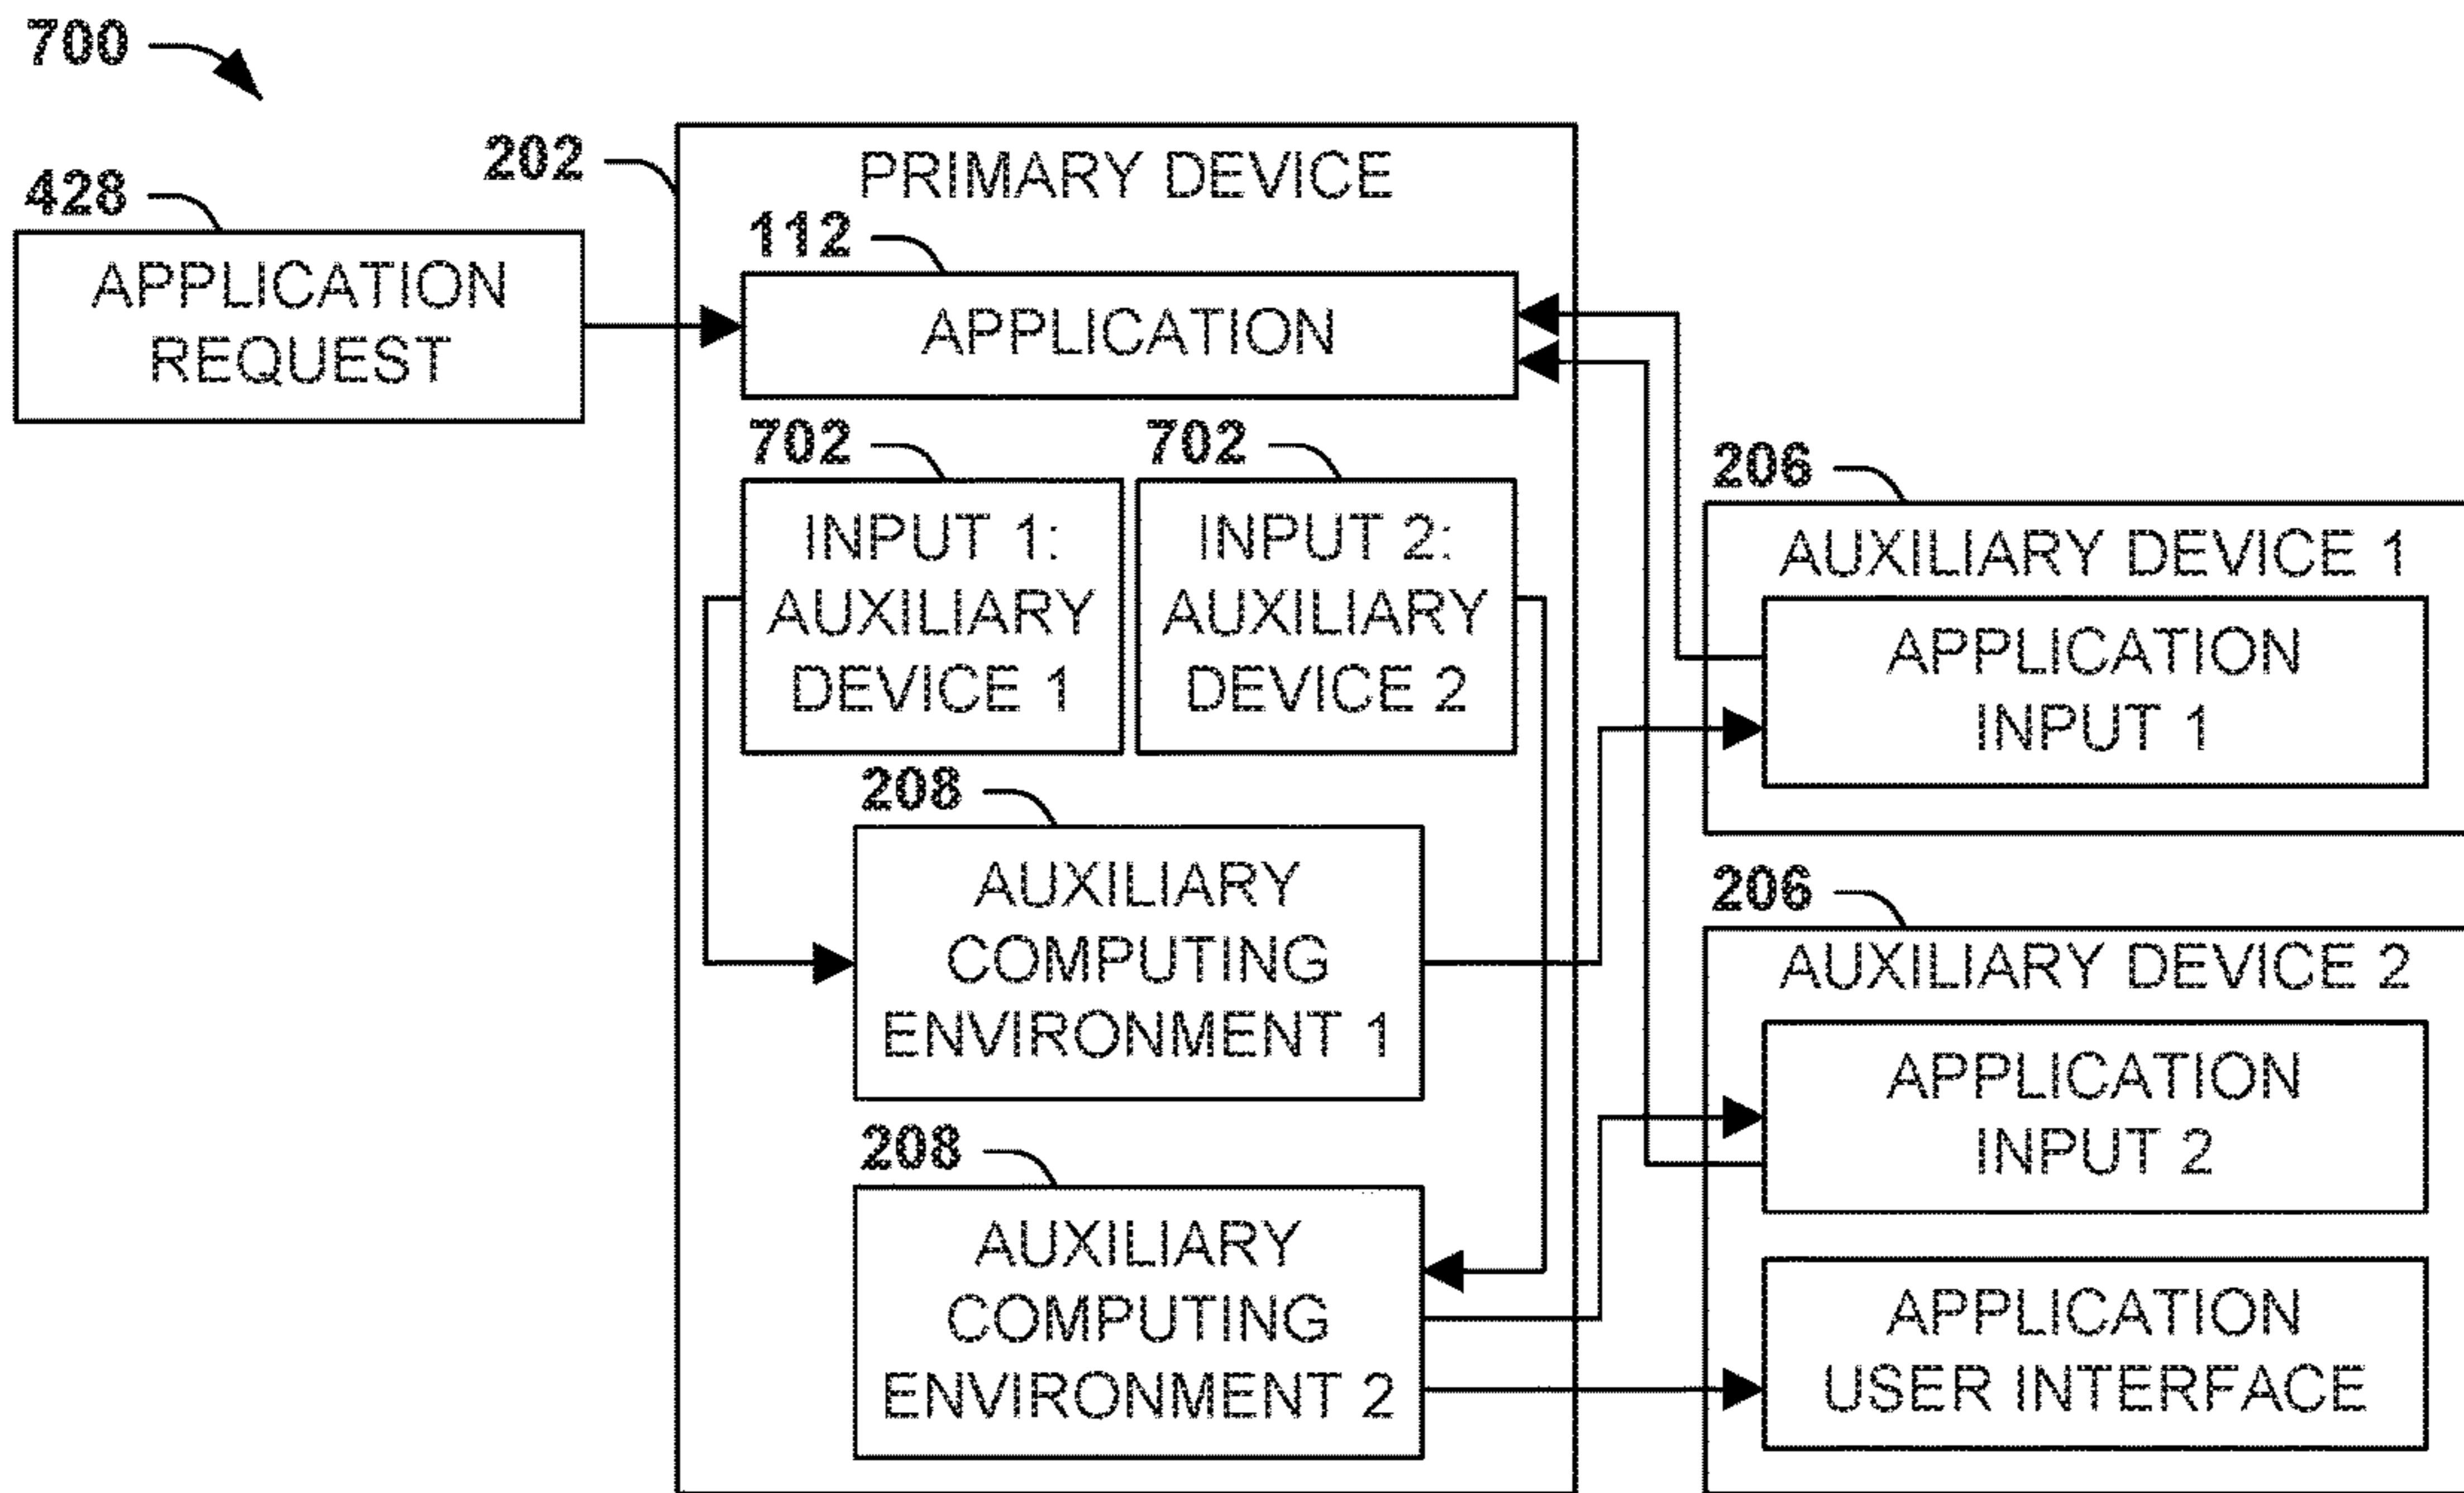 700
428
APPLICATION
REQUEST
202
PRIMARY DEVICE
112
APPLICATION
702
INPUT 1:
AUXILIARY
DEVICE 1
702
INPUT 2:
AUXILIARY
DEVICE 2
208
AUXILIARY
COMPUTING
ENVIRONMENT 1
208
AUXILIARY
COMPUTING
ENVIRONMENT 2
206
AUXILIARY DEVICE 1
APPLICATION
INPUT 1
206
AUXILIARY DEVICE 2
APPLICATION
INPUT 2
APPLICATION
USER INTERFACE